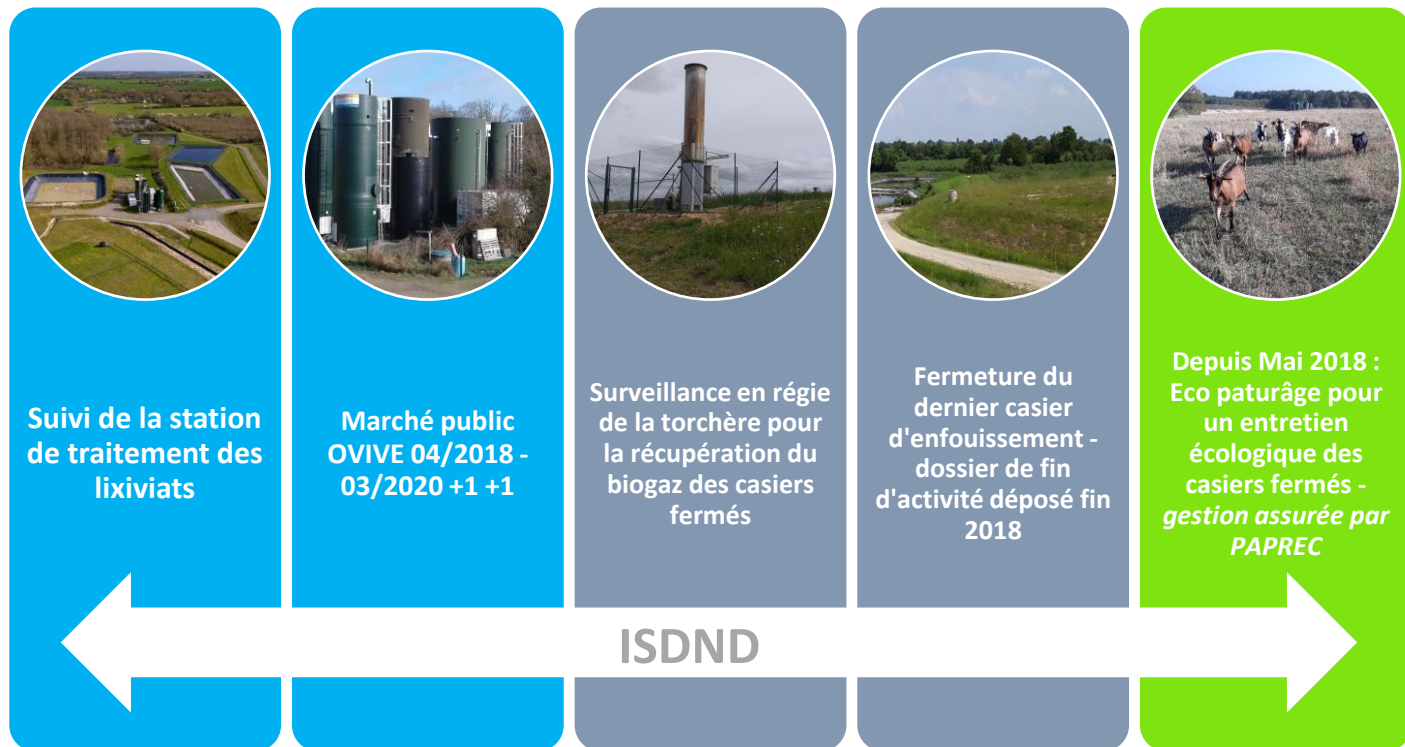 Suivi de la station
de traitement des
lixiviats
Marché public
OVIVE 04/2018 -
03/2020 +1 +1
Surveillance en régie
de la torchère pour
la récupération du
biogaz des casiers
fermés
Fermeture du
dernier casier
d'enfouissement -
dossier de fin
d'activité déposé fin
2018
Depuis Mai 2018 :
Eco paturâge pour
un entretien
écologique des
casiers fermés -
gestion assurée par
PAPREC
ISDND